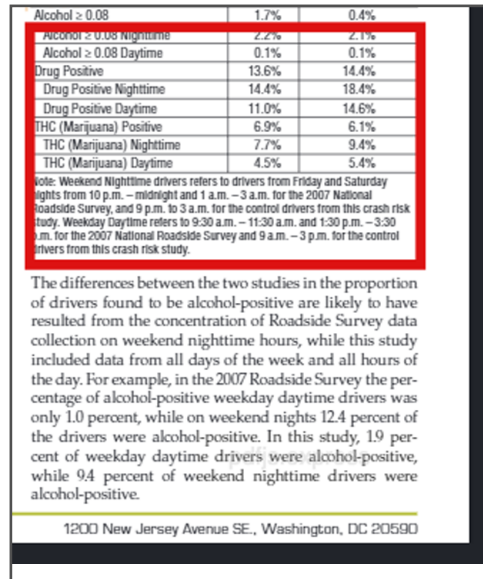 Alcohol ≥ 0.08 1.7% 0.4%
Alcohol ≥ 0.08 Nighttime 2.2% 2.1%
Alcohol ≥ 0.08 Daytime 0.1% 0.1%
Drug Positive 13.6% 14.4%
Drug Positive Nighttime 14.4% 18.4%
Drug Positive Daytime 11.0% 14.6%
THC (Marijuana) Positive 6.9% 6.1%
THC (Marijuana) Nighttime 7.7% 9.4%
THC (Marijuana) Daytime 4.5% 5.4%
Note: Weekend Nighttime drivers refers to drivers from Friday and Saturday
nights from 10 p.m. – midnight and 1 a.m. – 3 a.m. for the 2007 National
Roadside Survey, and 9 p.m. to 3 a.m. for the control drivers from this crash risk
study. Weekday Daytime refers to 9:30 a.m. – 11:30 a.m. and 1:30 p.m. – 3:30
p.m. for the 2007 National Roadside Survey and 9 a.m. – 3 p.m. for the control
drivers from this crash risk study.
The differences between the two studies in the proportion
of drivers found to be alcohol-positive are likely to have
resulted from the concentration of Roadside Survey data
collection on weekend nighttime hours, while this study
included data from all days of the week and all hours of
the day. For example, in the 2007 Roadside Survey the per-
centage of alcohol-positive weekday daytime drivers was
only 1.0 percent, while on weekend nights 12.4 percent of
the drivers were alcohol-positive. In this study, 1.9 per-
cent of weekday daytime drivers were alcohol-positive,
while 9.4 percent of weekend nighttime drivers were
alcohol-positive.
1200 New Jersey Avenue SE., Washington, DC 20590